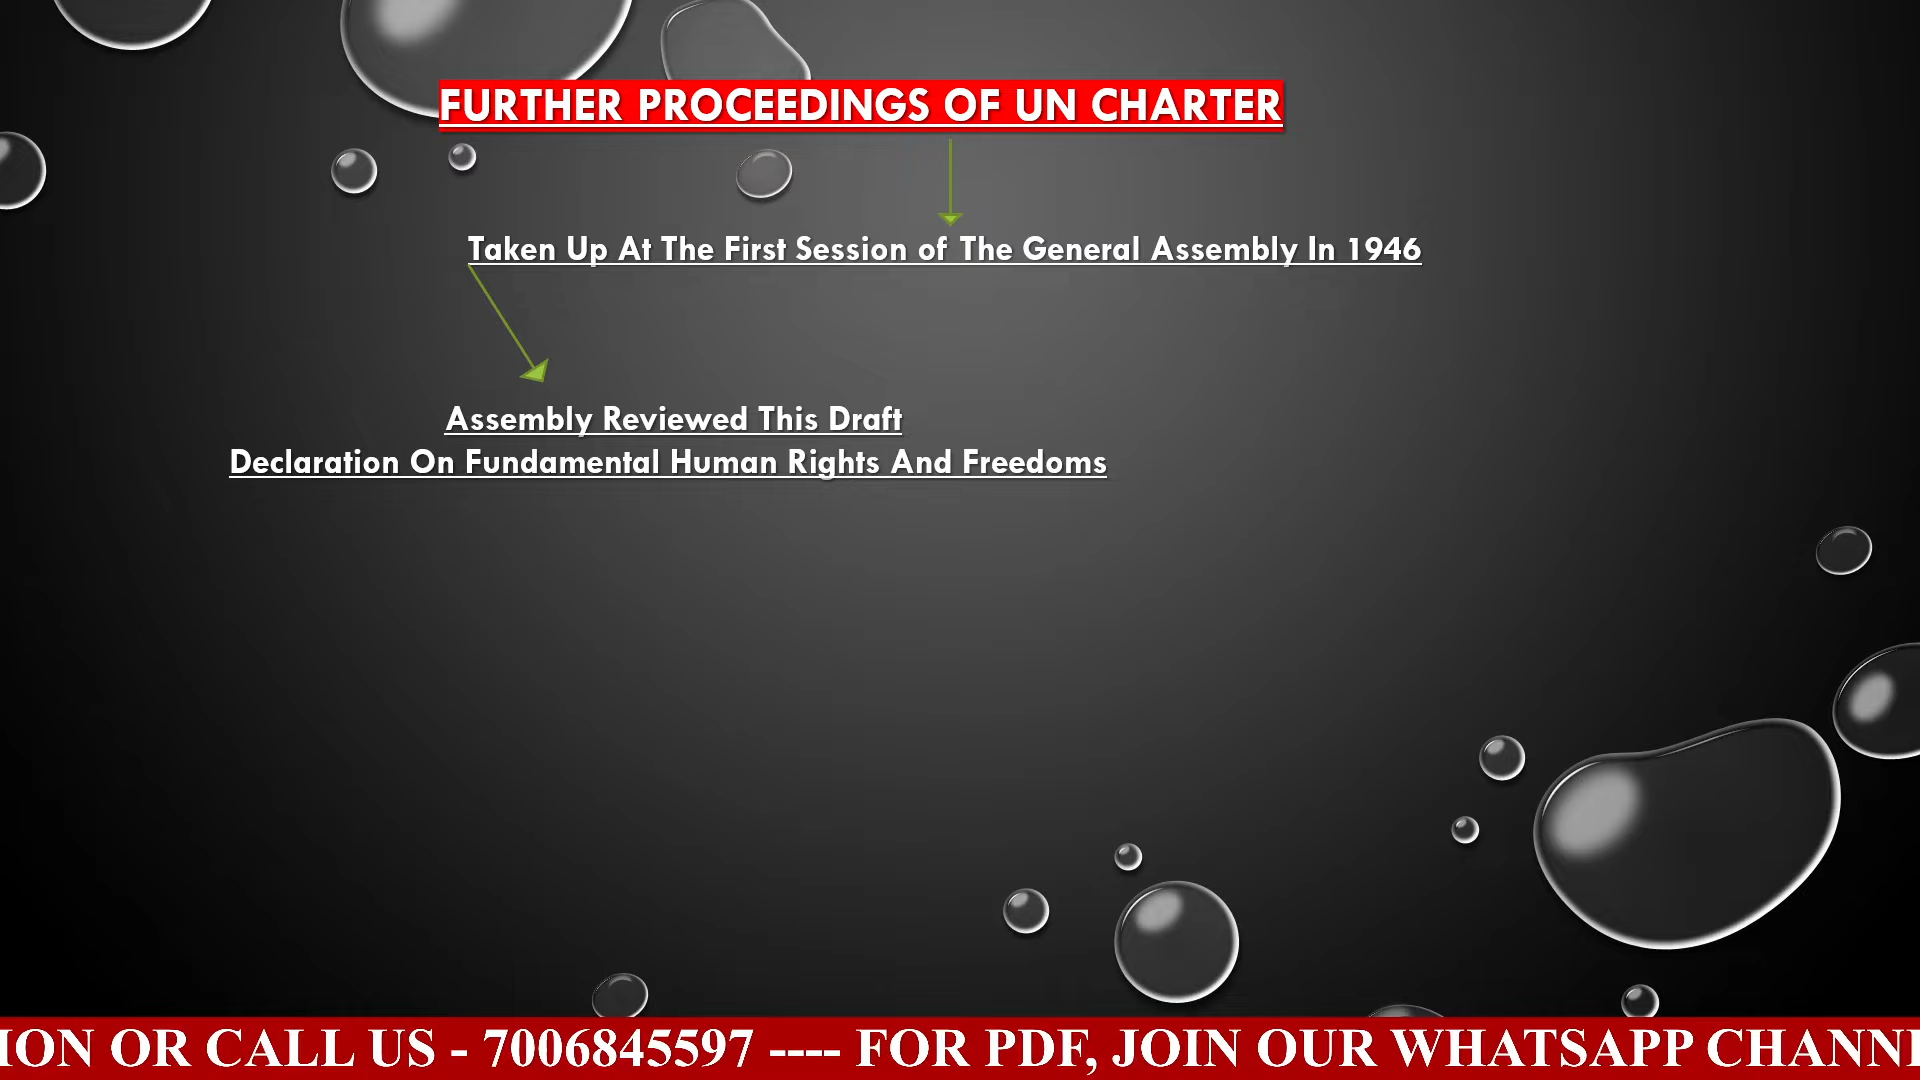 FURTHER PROCEEDINGS OF UN CHARTER
Taken Up At The First Session of The General Assembly In 1946
Assembly Reviewed This Draft
Declaration On Fundamental Human Rights And Freedoms
ION OR CALL US - 7006845597 ---- FOR PDF, JOIN OUR WHATSAPP CHANN